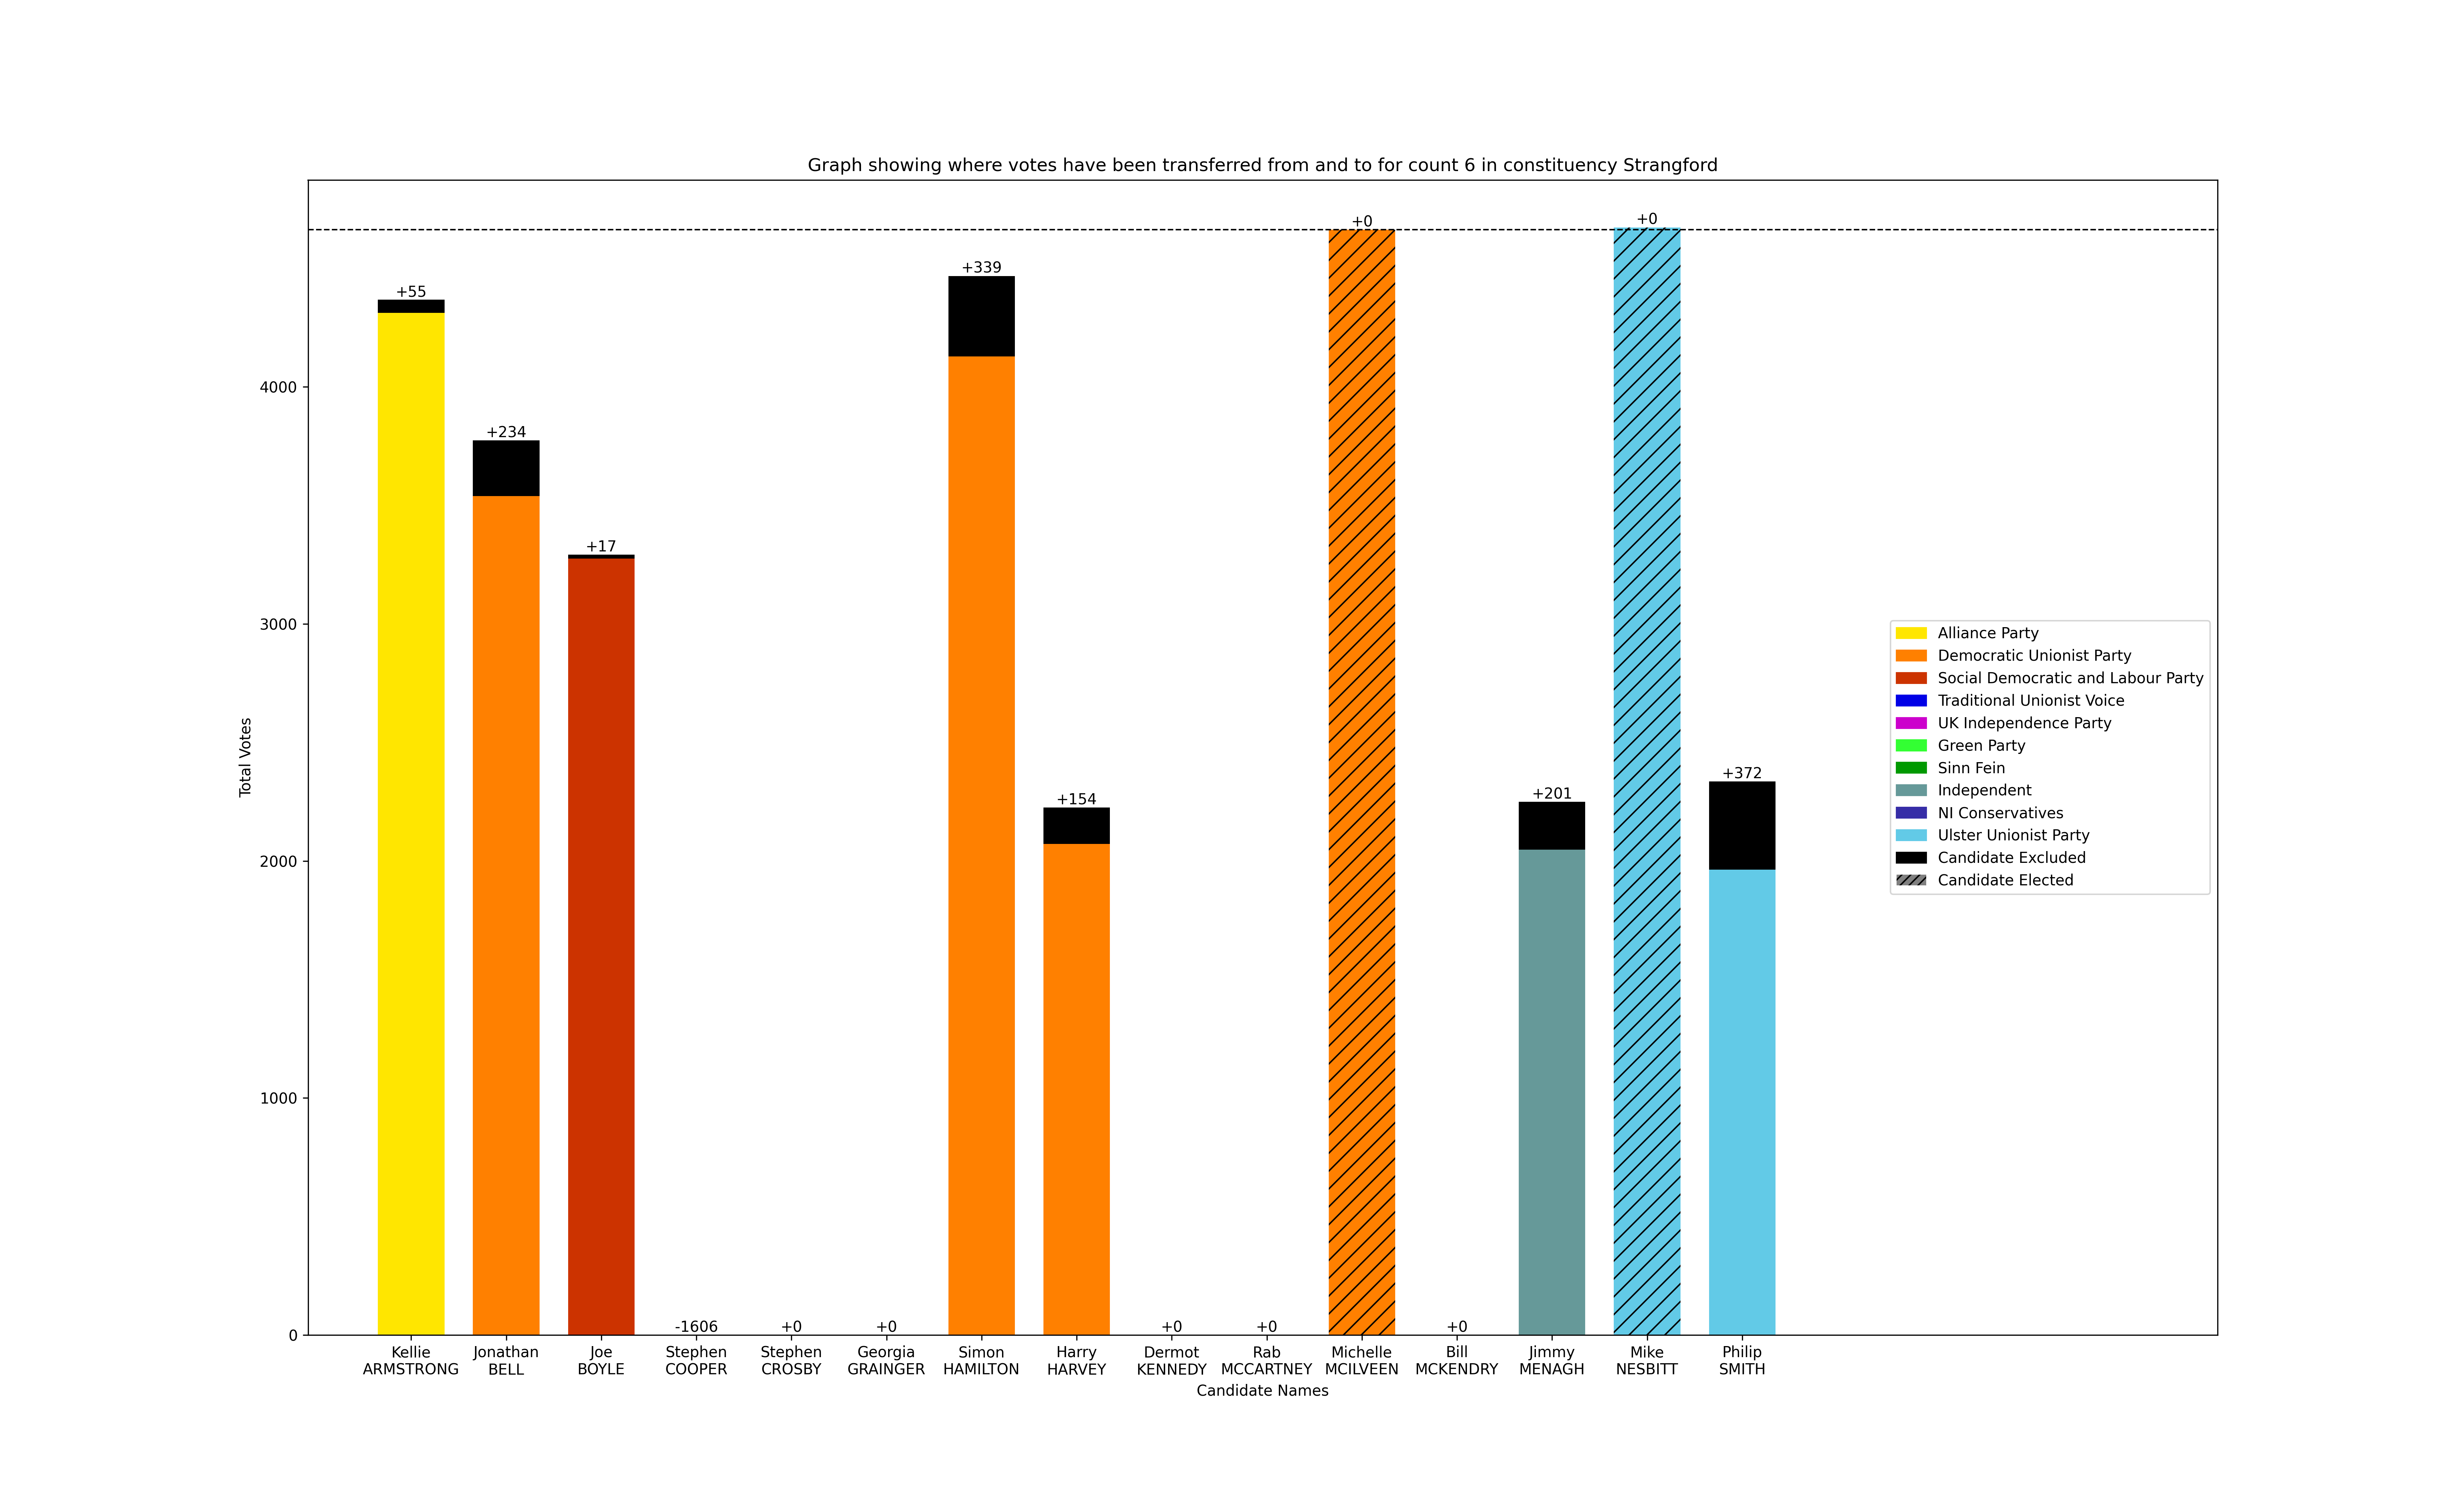 Graph showing where votes have been transferred from and to for count 6 in constituency Strangford
Total Votes
4000
3000
2000
1000
0
+55
+234
+17
-1606
+0
+0
+339
+154
+0
+0
+0
+0
+201
+0
+372
Kellie
ARMSTRONG
Jonathan
BELL
Joe
BOYLE
Stephen
COOPER
Stephen
CROSBY
Georgia
GRAINGER
Simon
HAMILTON
Harry
HARVEY
Dermot
KENNEDY
Rab
MCCARTNEY
Michelle
MCILVEEN
Bill
MCKENDRY
Jimmy
MENAGH
Mike
NESBITT
Philip
SMITH
Candidate Names
Alliance Party
Democratic Unionist Party
Social Democratic and Labour Party
Traditional Unionist Voice
UK Independence Party
Green Party
Sinn Fein
Independent
NI Conservatives
Ulster Unionist Party
Candidate Excluded
Candidate Elected